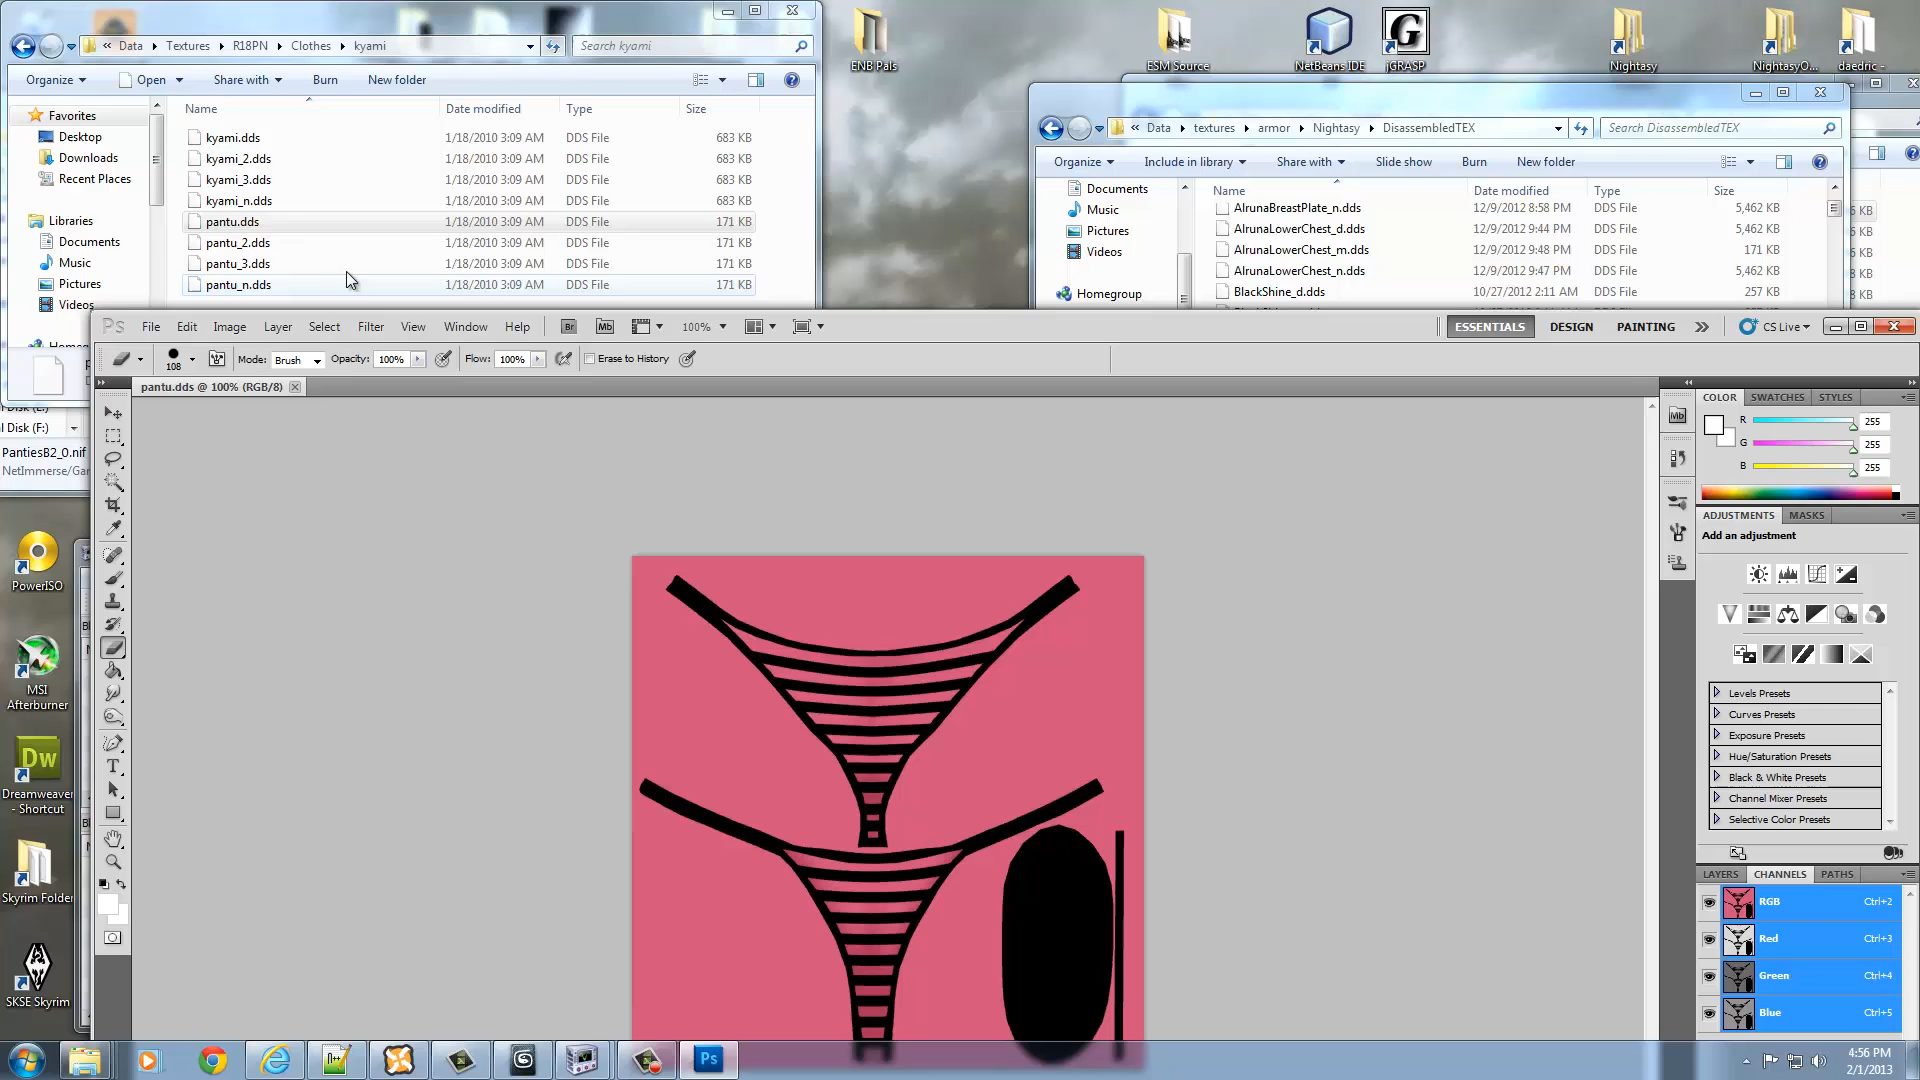 « Data Textures R18PN Clothes kyami
Search kyami
Organize Open Share with Burn New folder
Favorites
Desktop
Downloads
Recent Places
Libraries
Documents
Music
Pictures
Videos
Name Date modified Type Size
kyami.dds 1/18/2010 3:09 AM DDS File 683 KB
kyami_2.dds 1/18/2010 3:09 AM DDS File 683 KB
kyami_3.dds 1/18/2010 3:09 AM DDS File 683 KB
kyami_n.dds 1/18/2010 3:09 AM DDS File 683 KB
pantu.dds 1/18/2010 3:09 AM DDS File 171 KB
pantu_2.dds 1/18/2010 3:09 AM DDS File 171 KB
pantu_3.dds 1/18/2010 3:09 AM DDS File 171 KB
pantu_n.dds 1/18/2010 3:09 AM DDS File 171 KB
ENB Pals
ESM Source
NetBeans IDE
G
jGRASP
Nightasy
NightasyO...
daedric -
« Data textures armor Nightasy DisassembledTEX
Search DisassembledTEX
Organize Include in library Share with Slide show Burn New folder
Documents
Music
Pictures
Videos
Homegroup
Name Date modified Type Size
AlrunaBreastPlate_n.dds 12/9/2012 8:58 PM DDS File 5,462 KB
AlrunaLowerChest_d.dds 12/9/2012 9:44 PM DDS File 5,462 KB
AlrunaLowerChest_m.dds 12/9/2012 9:48 PM DDS File 171 KB
AlrunaLowerChest_n.dds 12/9/2012 9:47 PM DDS File 5,462 KB
BlackShine_d.dds 10/27/2012 2:11 AM DDS File 257 KB
l Disk (F:)
PantiesB2_0.nif
NetImmerse/Ga
Ps File Edit Image Layer Select Filter View Window Help Br Mb 100% ESSENTIALS DESIGN PAINTING CS Live
108 Mode: Brush Opacity: 100% Flow: 100% Erase to History
pantu.dds @ 100% (RGB/8)
Mb
COLOR SWATCHES STYLES
R 255
G 255
B 255
ADJUSTMENTS MASKS
Add an adjustment
Levels Presets
Curves Presets
Exposure Presets
Hue/Saturation Presets
Black & White Presets
Channel Mixer Presets
Selective Color Presets
LAYERS CHANNELS PATHS
RGB Ctrl+2
Red Ctrl+3
Green Ctrl+4
Blue Ctrl+5
PowerISO
MSI
Afterburner
Dw
Dreamweaver
- Shortcut
Skyrim Folder
SKSE Skyrim
Ps
4:56 PM
2/1/2013